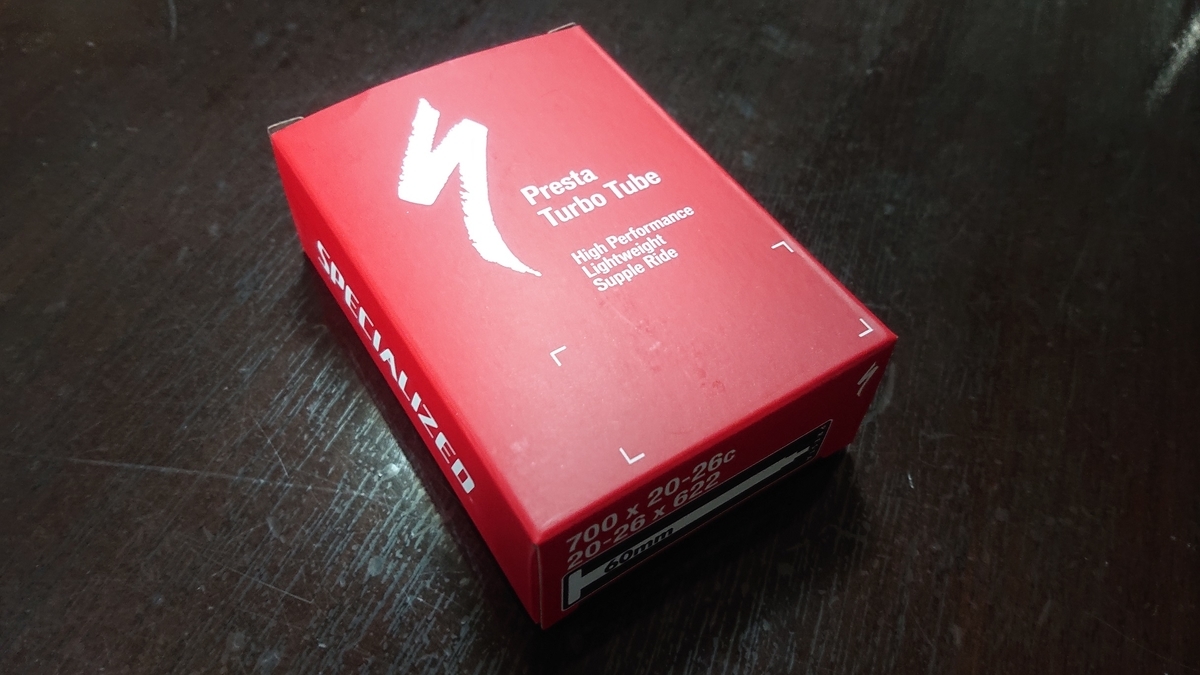 Presta
Turbo Tube
High Performance
Lightweight
Supple Ride
SPECIALIZED
700 x 20-26c
20-26 x 622
60mm